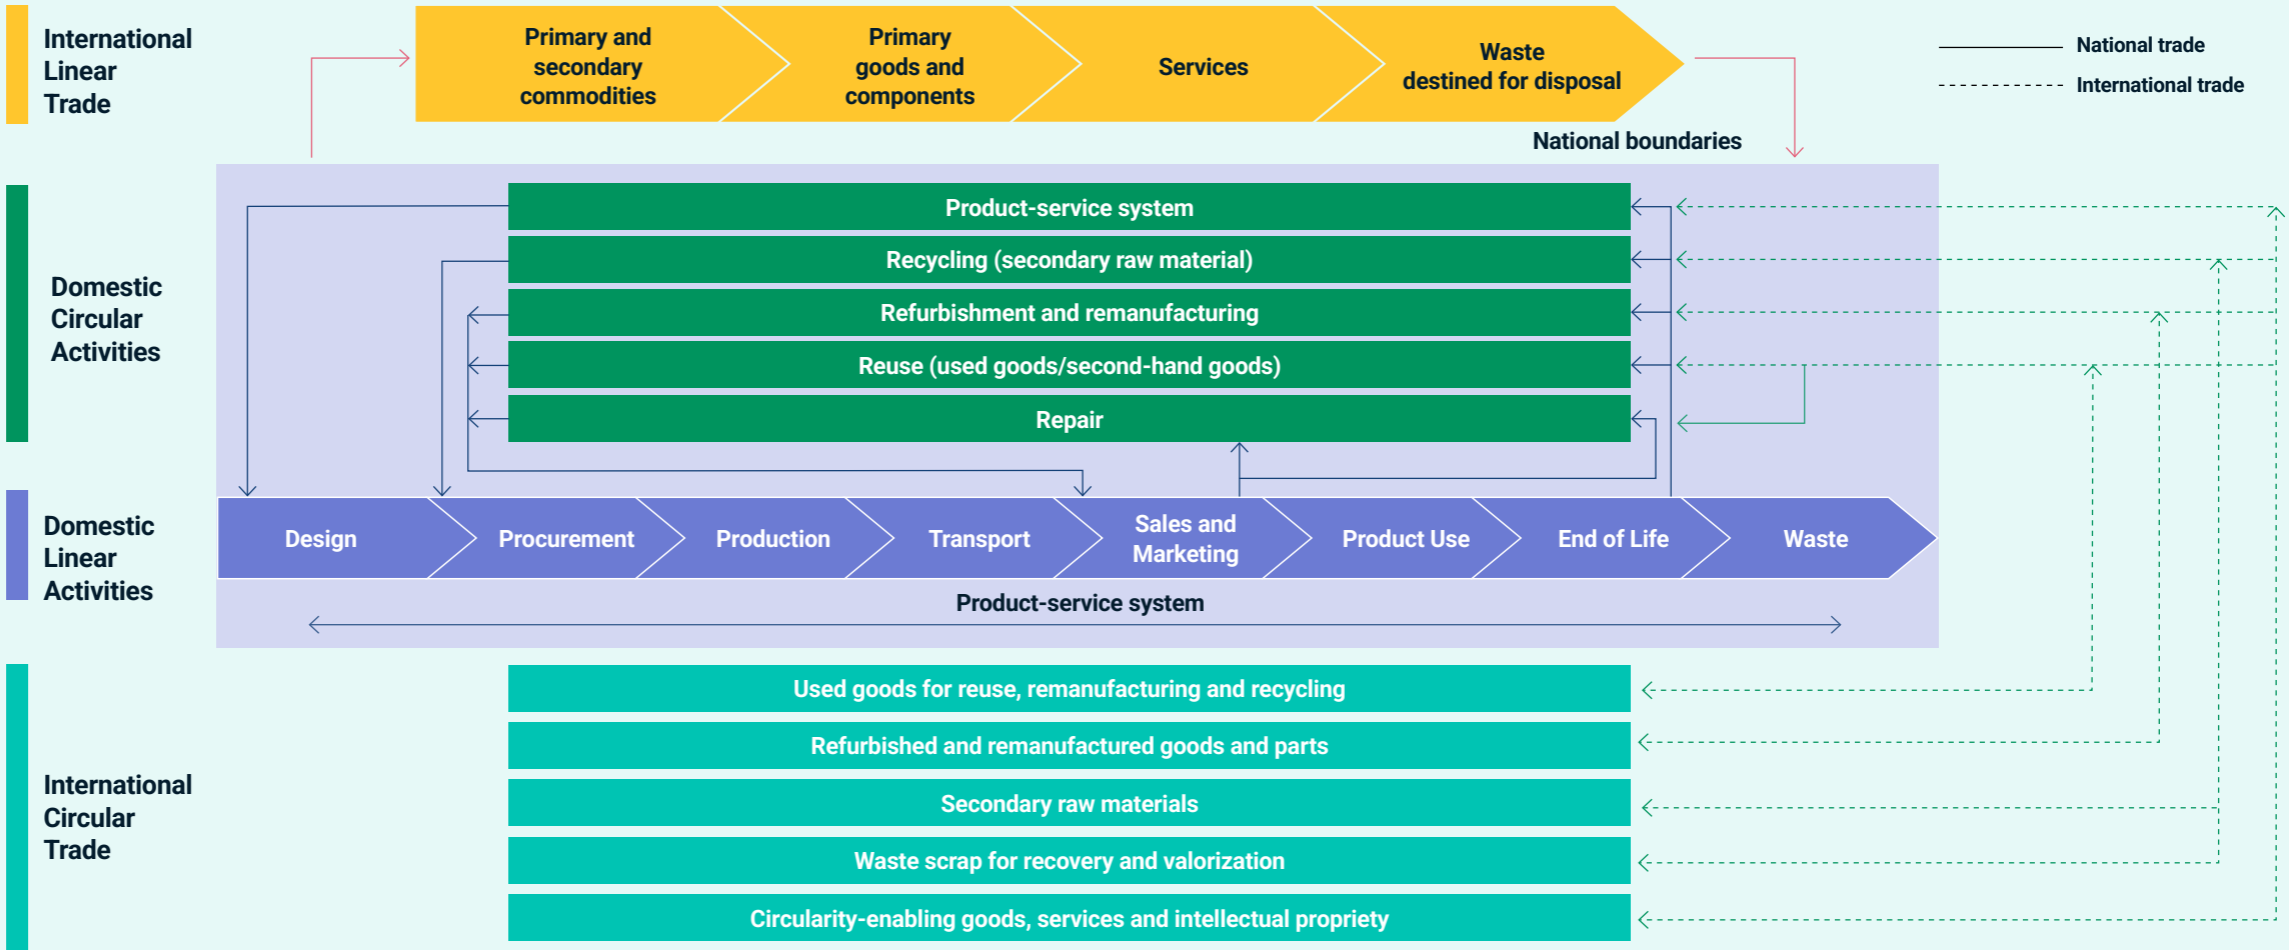 International
Linear
Trade
Primary and
secondary
commodities
Primary
goods and
components
Services
Waste
destined for disposal
National trade
International trade
National boundaries
Domestic
Circular
Activities
Product-service system
Recycling (secondary raw material)
Refurbishment and remanufacturing
Reuse (used goods/second-hand goods)
Repair
Domestic
Linear
Activities
Design
Procurement
Production
Transport
Sales and
Marketing
Product Use
End of Life
Waste
Product-service system
International
Circular
Trade
Used goods for reuse, remanufacturing and recycling
Refurbished and remanufactured goods and parts
Secondary raw materials
Waste scrap for recovery and valorization
Circularity-enabling goods, services and intellectual propriety